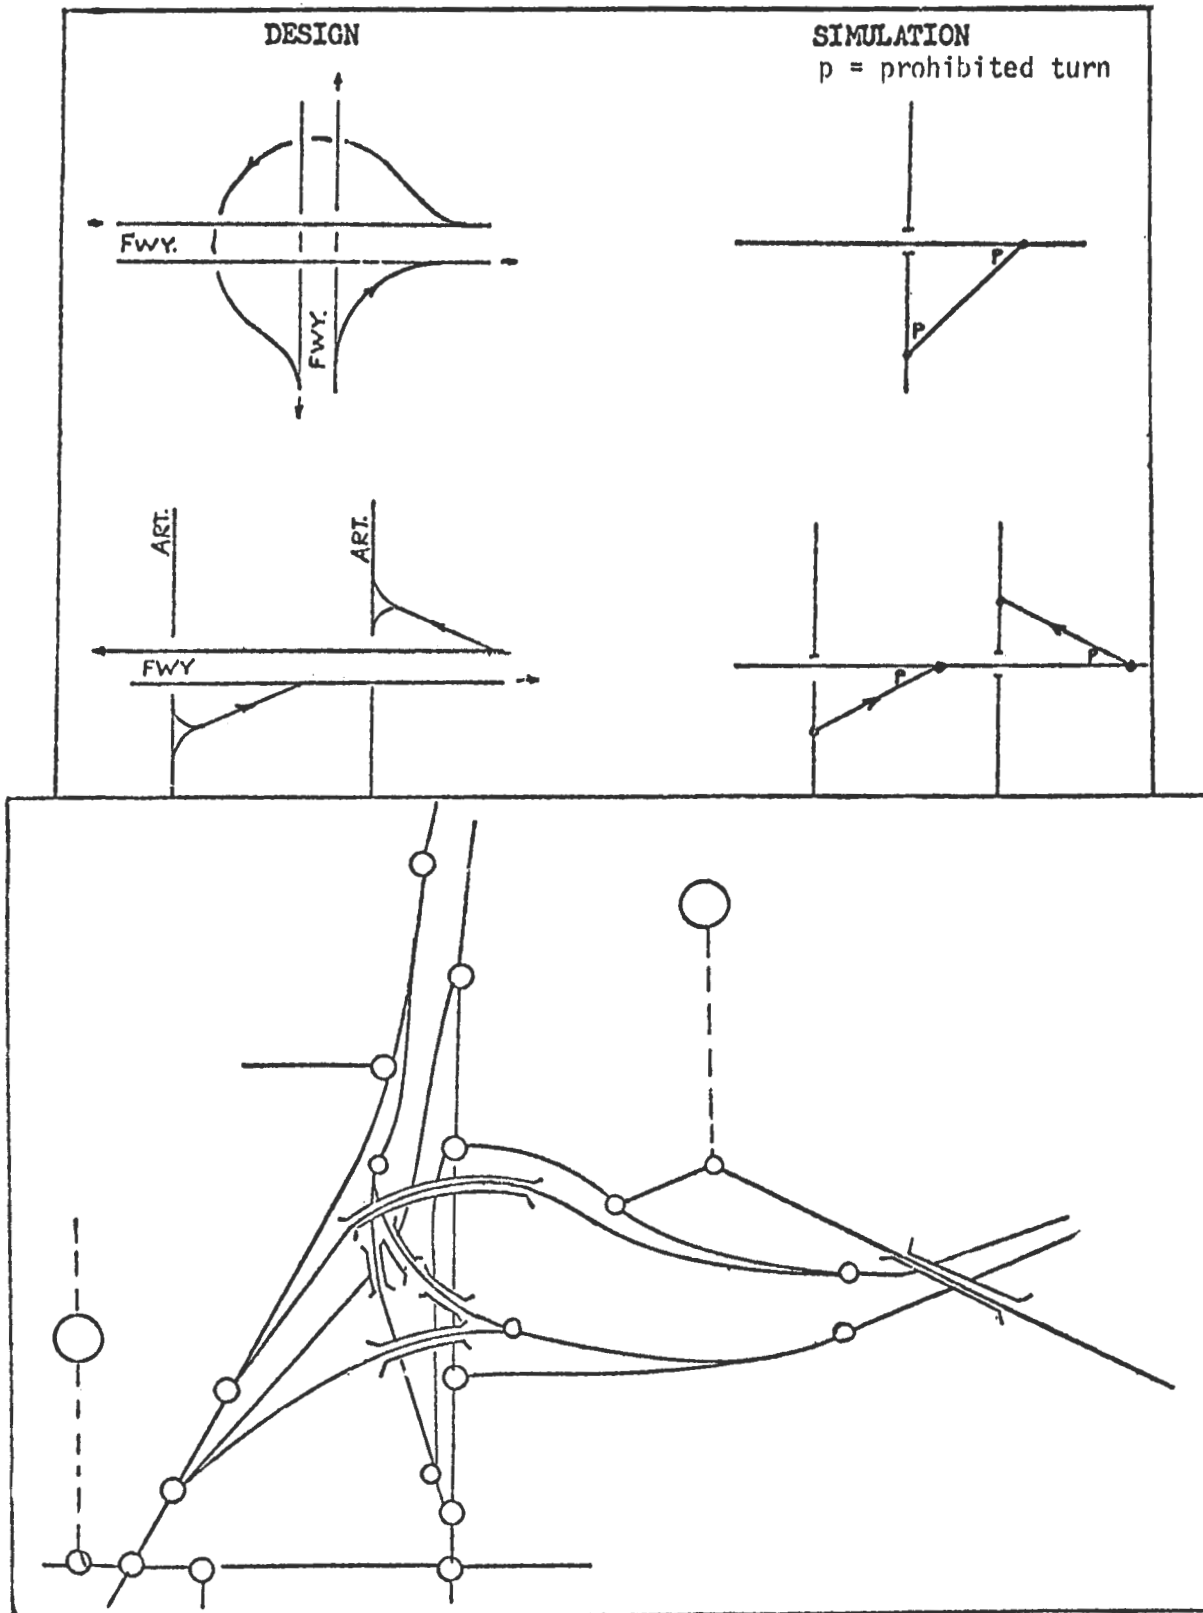 DESIGN
SIMULATION
p = prohibited turn
FWY.
FWY.
P
P
ART.
ART.
FWY
P
P